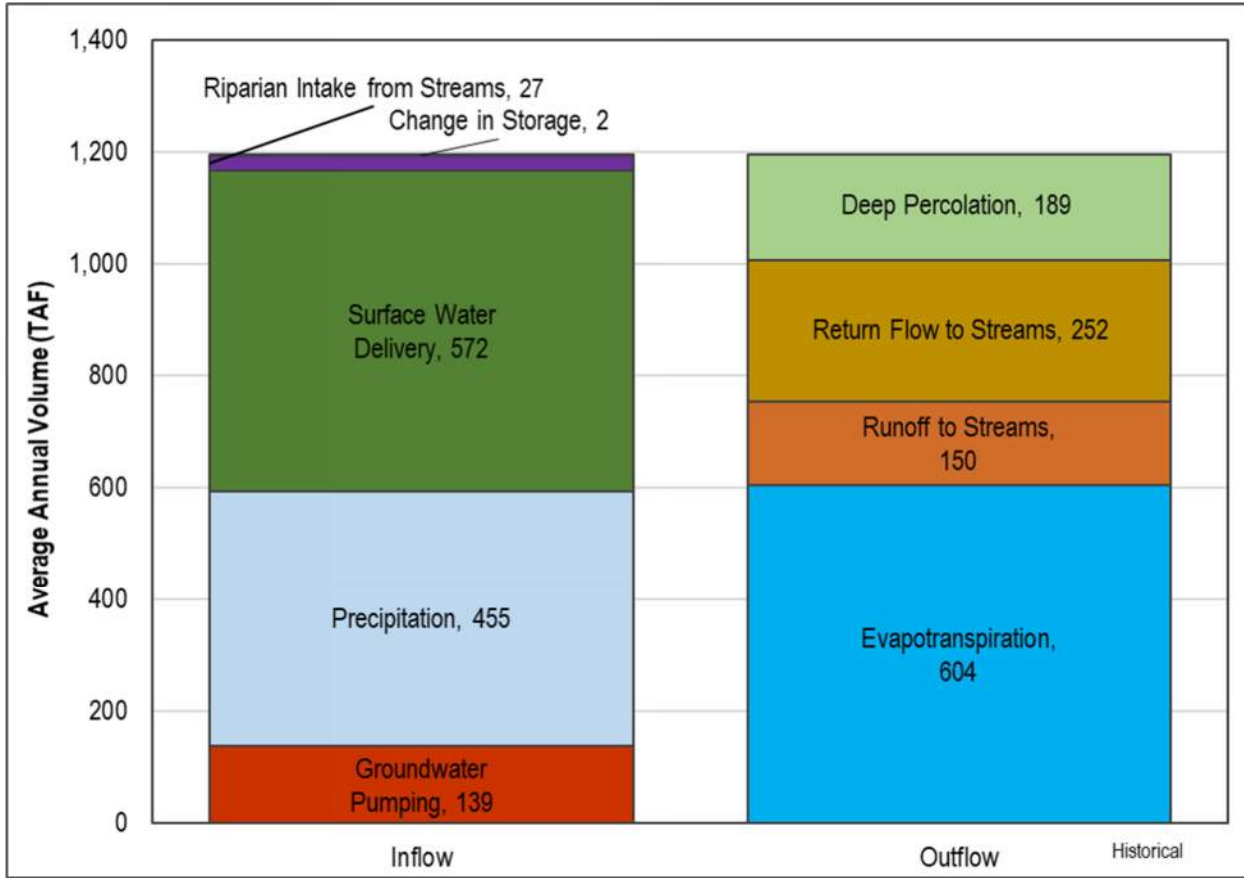 1,400
Riparian Intake from Streams, 27
Change in Storage, 2
1,200
Deep Percolation, 189
1,000
Surface Water
Delivery, 572
Return Flow to Streams, 252
800
Runoff to Streams,
150
600
Average Annual Volume (TAF)
Precipitation, 455
Evapotranspiration,
604
400
200
Groundwater
Pumping, 139
0
Inflow
Outflow
Historical